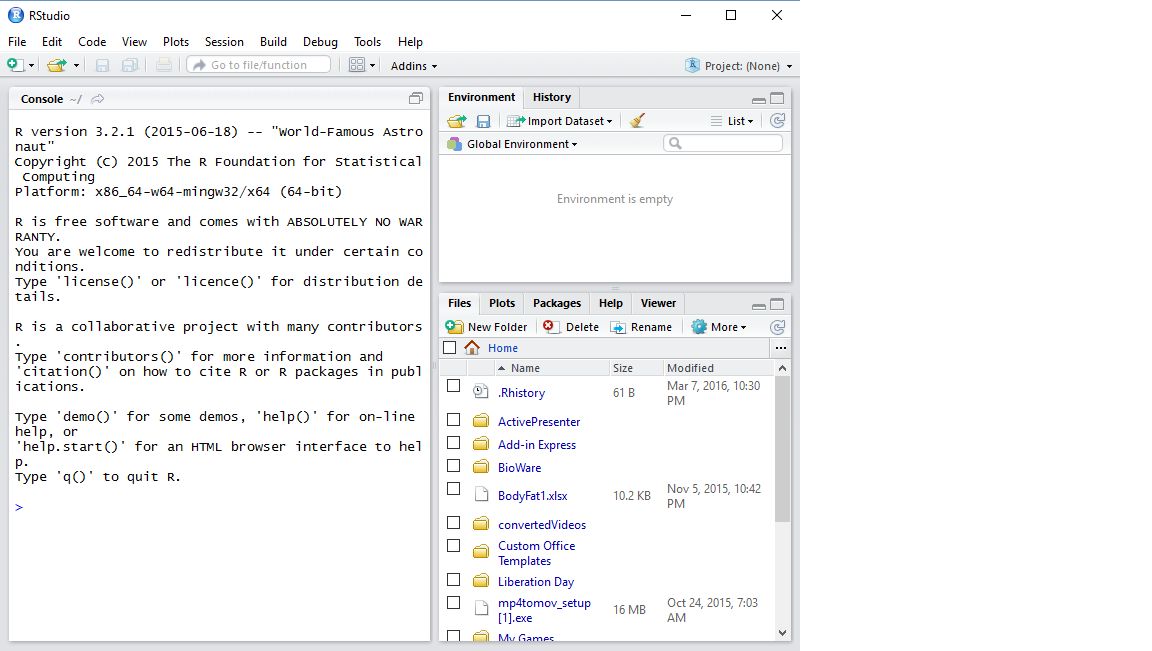 RStudio
File Edit Code View Plots Session Build Debug Tools Help
Go to file/function Addins Project: (None)
Console ~/
R version 3.2.1 (2015-06-18) -- "World-Famous Astro
naut"
Copyright (C) 2015 The R Foundation for Statistical
 Computing
Platform: x86_64-w64-mingw32/x64 (64-bit)
R is free software and comes with ABSOLUTELY NO WAR
RANTY.
You are welcome to redistribute it under certain co
nditions.
Type 'license()' or 'licence()' for distribution de
tails.
R is a collaborative project with many contributors
.
Type 'contributors()' for more information and
'citation()' on how to cite R or R packages in publ
ications.
Type 'demo()' for some demos, 'help()' for on-line
help, or
'help.start()' for an HTML browser interface to hel
p.
Type 'q()' to quit R.
>
Environment History
Import Dataset List
Global Environment
Environment is empty
Files Plots Packages Help Viewer
New Folder Delete Rename More
Home ...
Name Size Modified
.Rhistory 61 B Mar 7, 2016, 10:30
PM
ActivePresenter
Add-in Express
BioWare
BodyFat1.xlsx 10.2 KB Nov 5, 2015, 10:42
PM
convertedVideos
Custom Office
Templates
Liberation Day
mp4tomov_setup
[1].exe 16 MB Oct 24, 2015, 7:03
AM
My Games